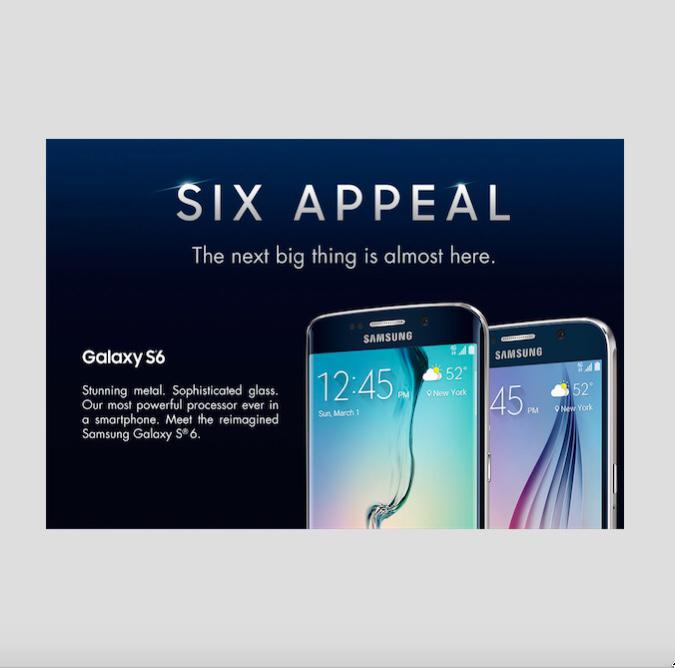 SIX APPEAL
The next big thing is almost here.
Galaxy S6
Stunning metal. Sophisticated glass.
Our most powerful processor ever in
a smartphone. Meet the reimagined
Samsung Galaxy S®6.
SAMSUNG
4G
12:45 PM
52°
Sun, March 1
New York
SAMSUNG
4G
45 PM
52°
New York